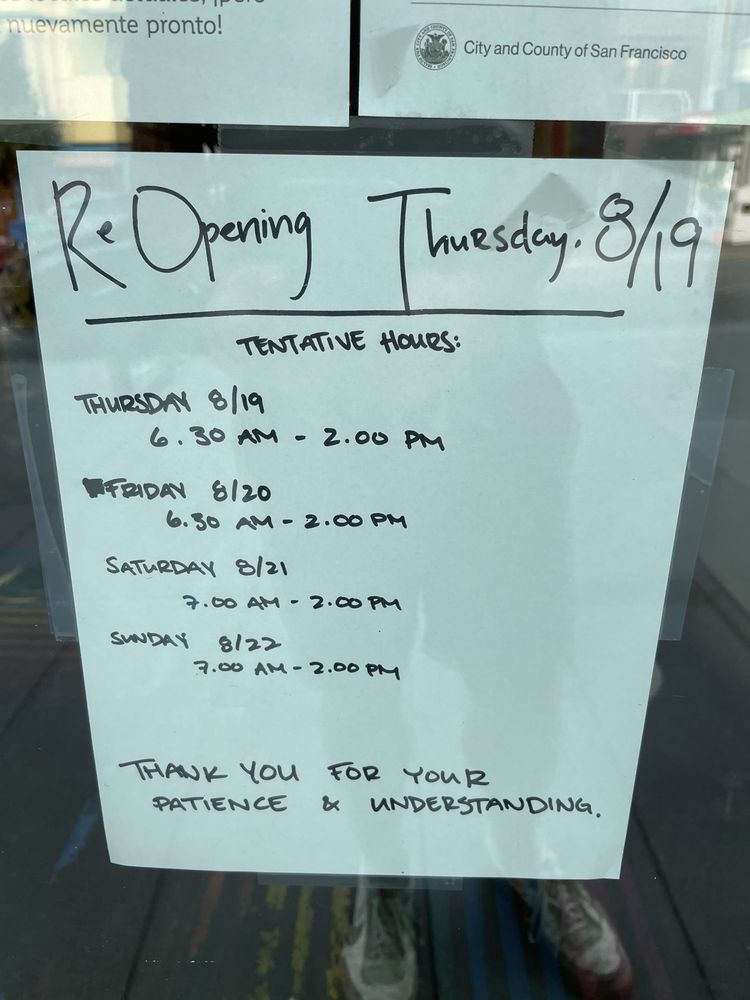 nuevamente pronto!
City and County of San Francisco
Re Opening Thursday. 8/19
TENTATIVE HOURS:
THURSDAY 8/19
6.30 AM - 2.00 PM
FRIDAY 8/20
6.30 AM - 2.00 PM
SATURDAY 8/21
7.00 AM - 2.00 PM
SUNDAY 8/22
7.00 AM - 2.00 PM
THANK YOU FOR YOUR
PATIENCE & UNDERSTANDING.